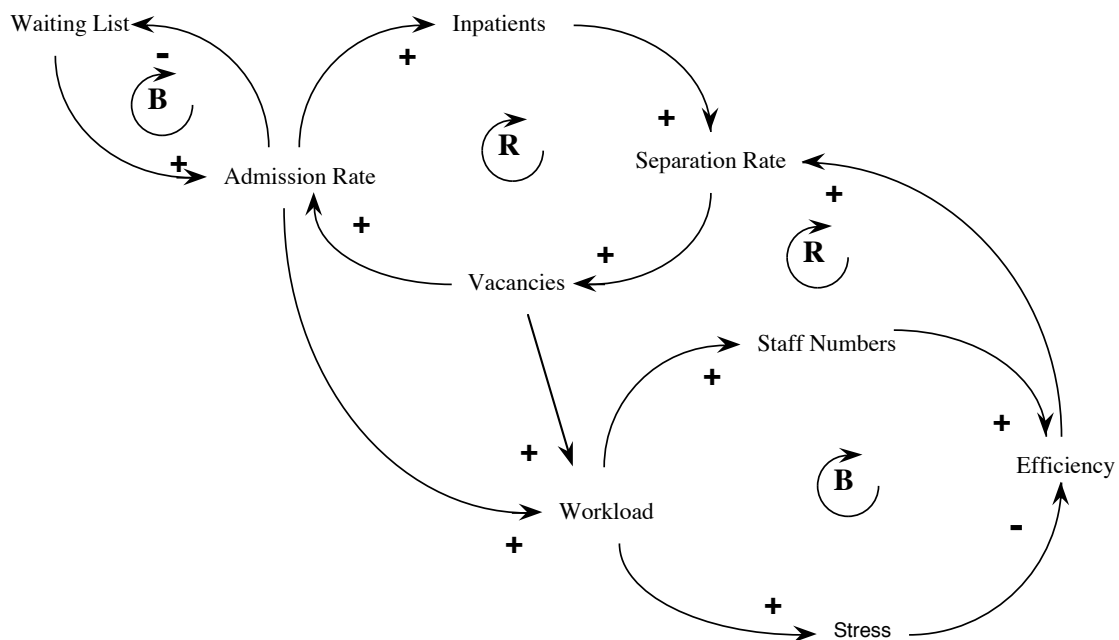 Waiting List
Inpatients
-
+
B
+
R
Separation Rate
+
Admission Rate
+
+
+
R
Vacancies
Staff Numbers
+
+
+
B
Efficiency
Workload
-
+
+
Stress